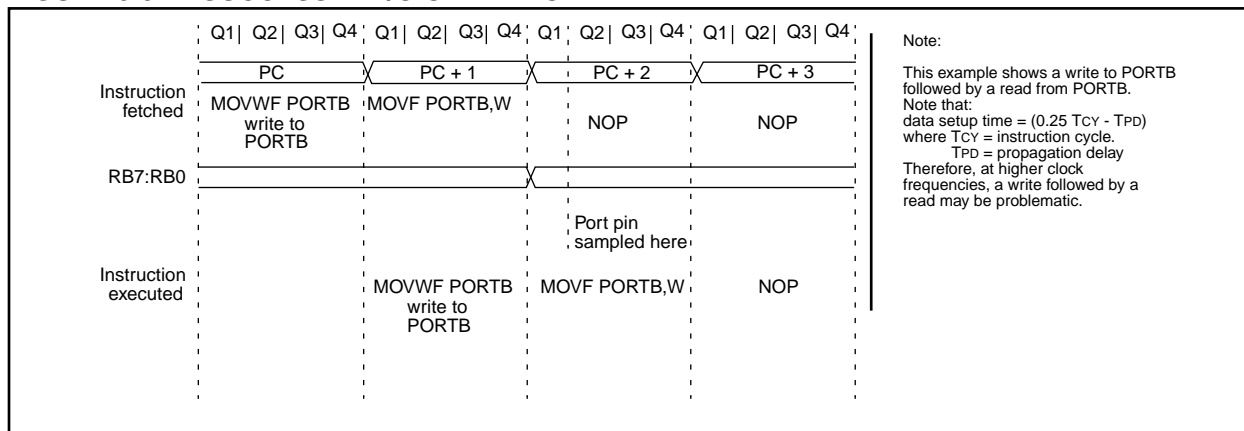 Q1| Q2| Q3| Q4 Q1| Q2| Q3| Q4 Q1 Q2| Q3| Q4 Q1| Q2| Q3| Q4
PC PC + 1 PC + 2 PC + 3
Instruction
fetched
MOVWF PORTB
write to
PORTB
MOVF PORTB,W
NOP
NOP
RB7:RB0
Port pin
sampled here
Instruction
executed
MOVWF PORTB
write to
PORTB
MOVF PORTB,W
NOP
Note:
This example shows a write to PORTB
followed by a read from PORTB.
Note that:
data setup time = (0.25 TCY - TPD)
where TCY = instruction cycle.
TPD = propagation delay
Therefore, at higher clock
frequencies, a write followed by a
read may be problematic.